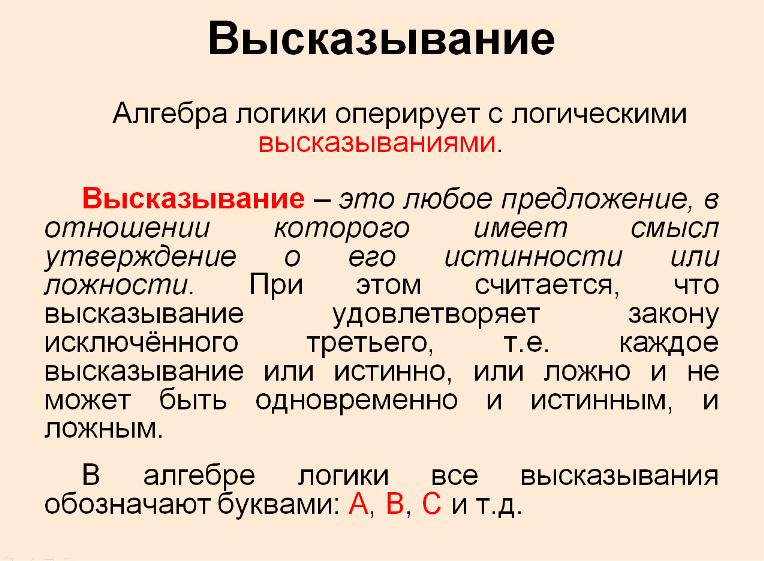 Высказывание
Алгебра логики оперирует с логическими
высказываниями.
Высказывание – это любое предложение, в
отношении которого имеет смысл
утверждение о его истинности или
ложности. При этом считается, что
высказывание удовлетворяет закону
исключённого третьего, т.е. каждое
высказывание или истинно, или ложно и не
может быть одновременно и истинным, и
ложным.
В алгебре логики все высказывания
обозначают буквами: А, В, С и т.д.